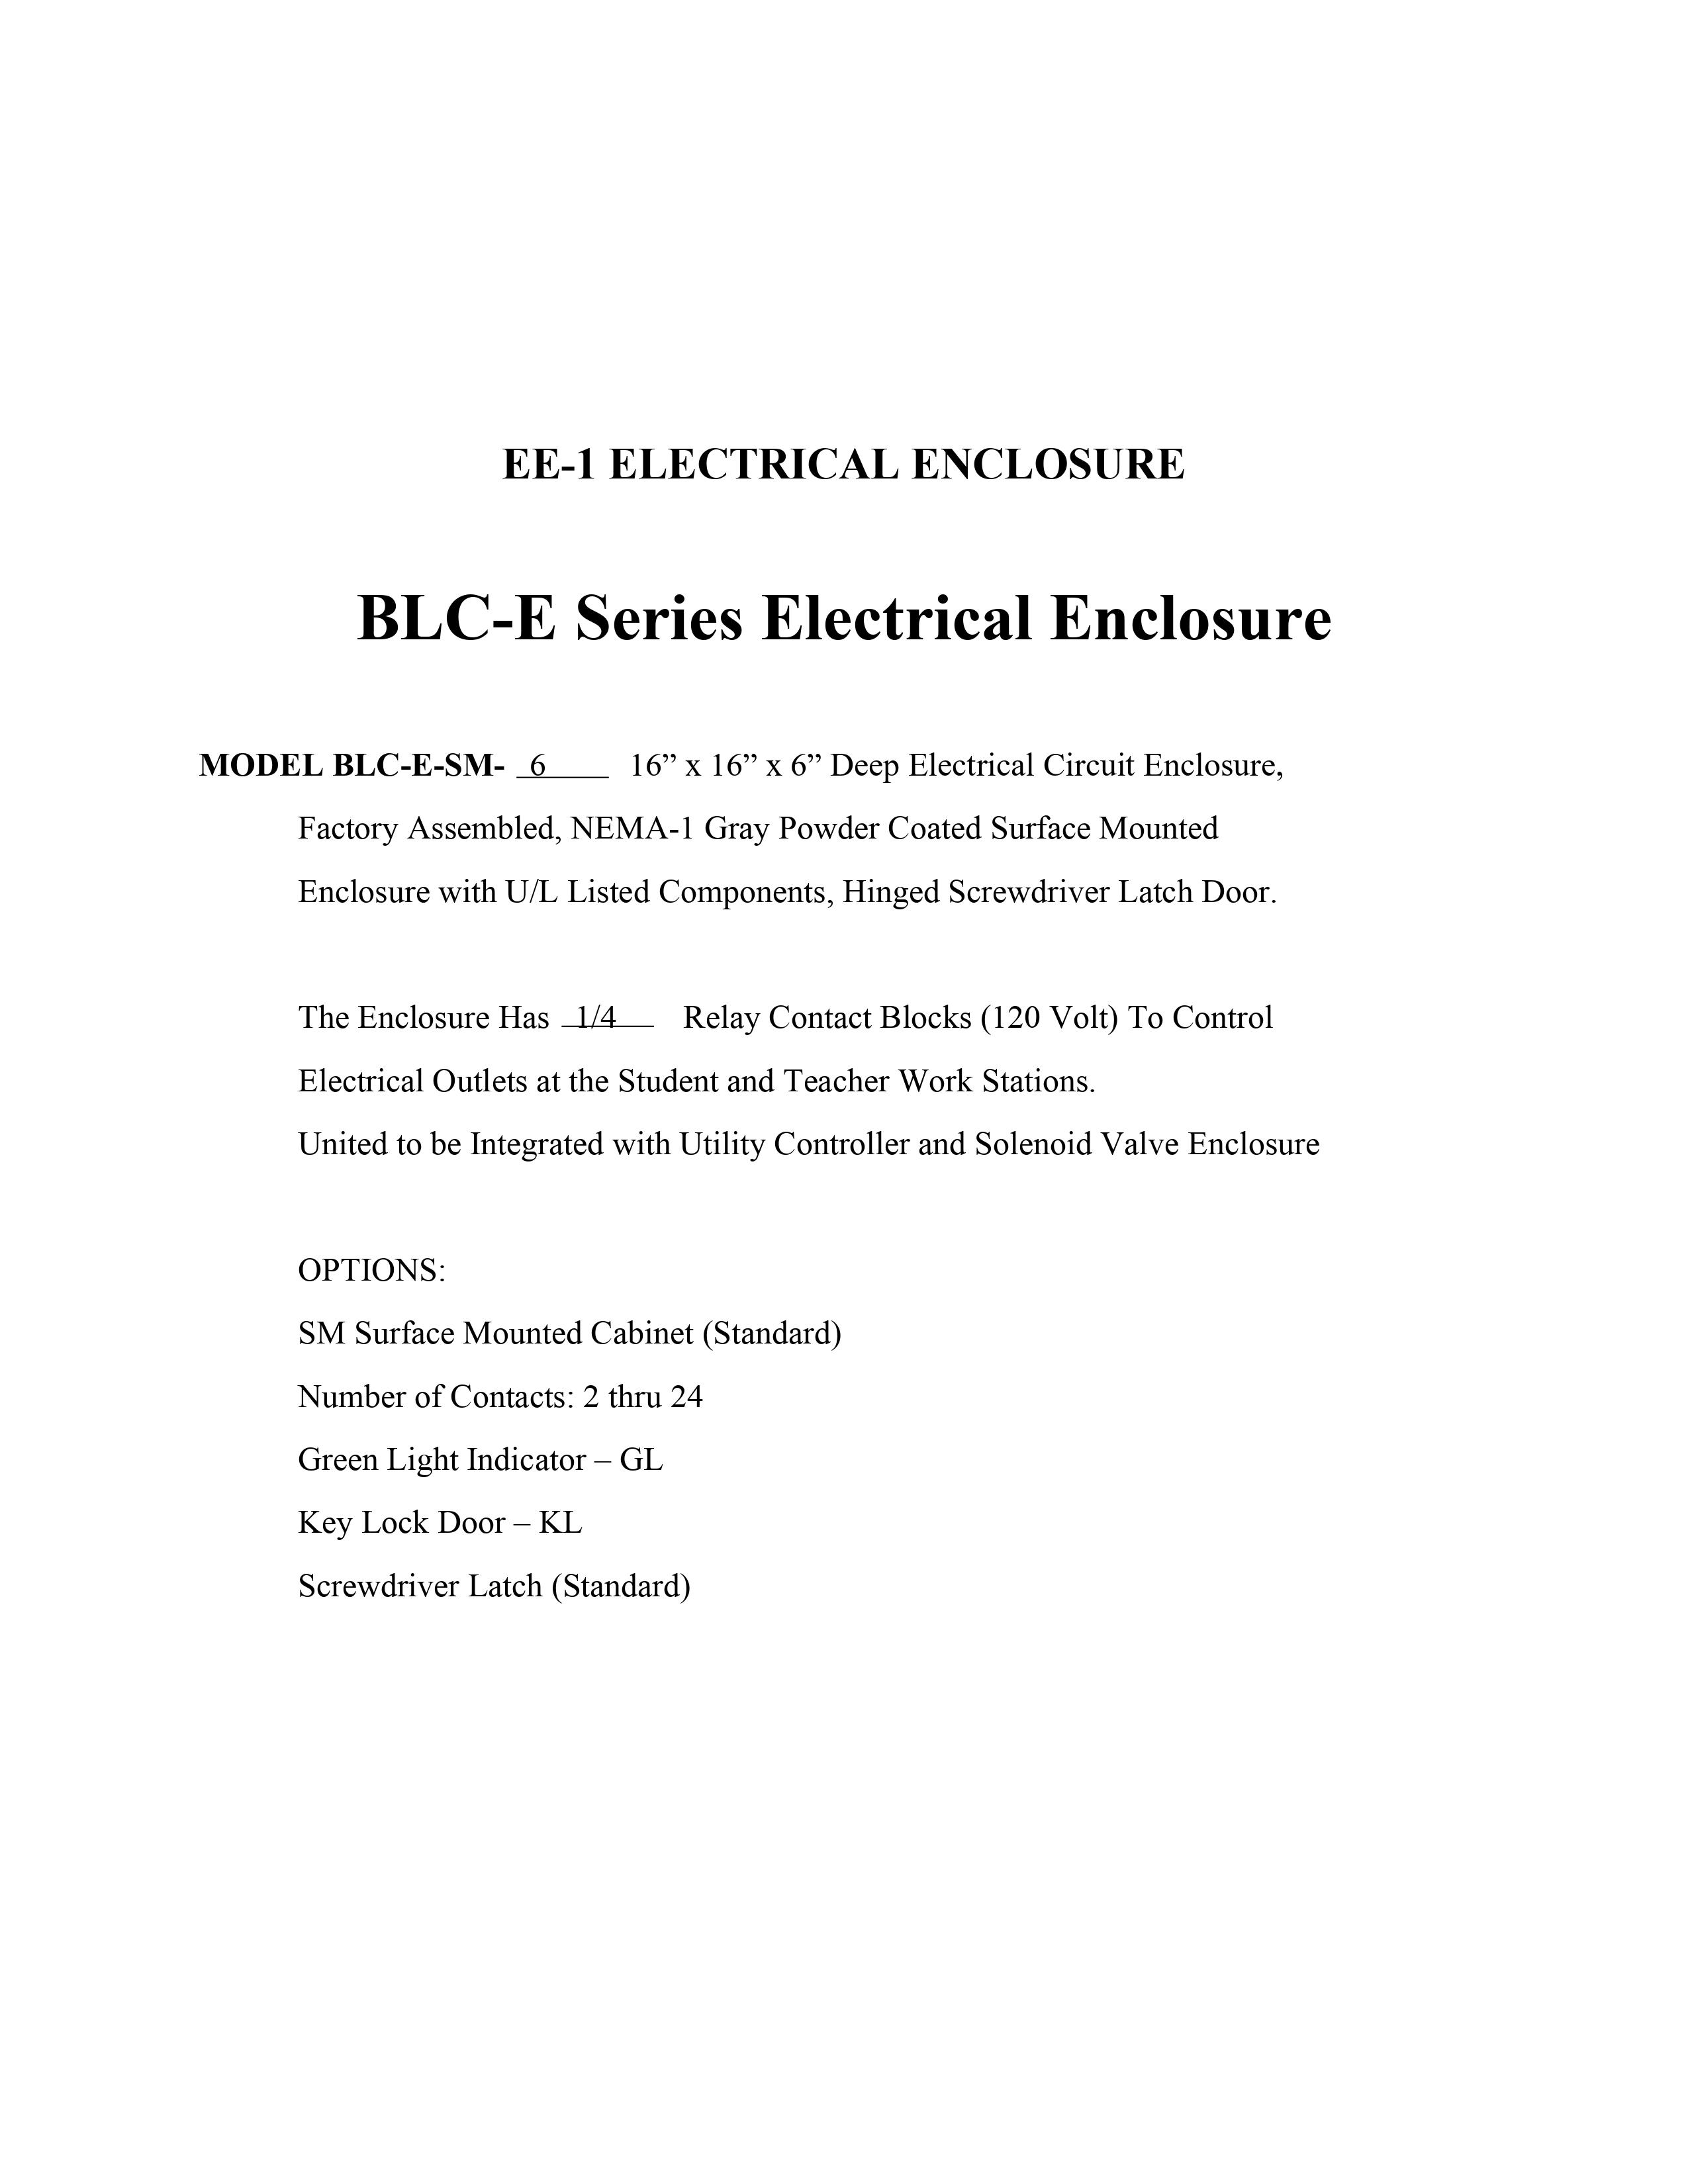 EE-1 ELECTRICAL ENCLOSURE
BLC-E Series Electrical Enclosure
MODEL BLC-E-SM- 6 16” x 16” x 6” Deep Electrical Circuit Enclosure,
Factory Assembled, NEMA-1 Gray Powder Coated Surface Mounted
Enclosure with U/L Listed Components, Hinged Screwdriver Latch Door.
The Enclosure Has 1/4 Relay Contact Blocks (120 Volt) To Control
Electrical Outlets at the Student and Teacher Work Stations.
United to be Integrated with Utility Controller and Solenoid Valve Enclosure
OPTIONS:
SM Surface Mounted Cabinet (Standard)
Number of Contacts: 2 thru 24
Green Light Indicator – GL
Key Lock Door – KL
Screwdriver Latch (Standard)